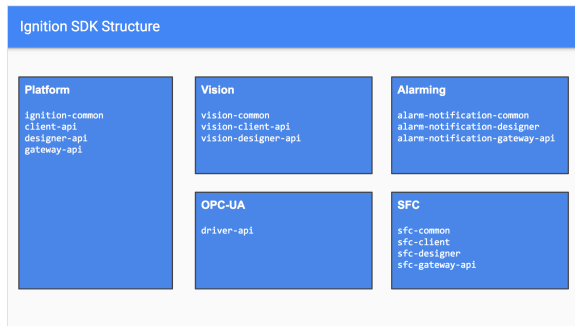 Ignition SDK Structure
Platform
ignition-common
client-api
designer-api
gateway-api
Vision
vision-common
vision-client-api
vision-designer-api
Alarming
alarm-notification-common
alarm-notification-designer
alarm-notification-gateway-api
OPC-UA
driver-api
SFC
sfc-common
sfc-client
sfc-designer
sfc-gateway-api